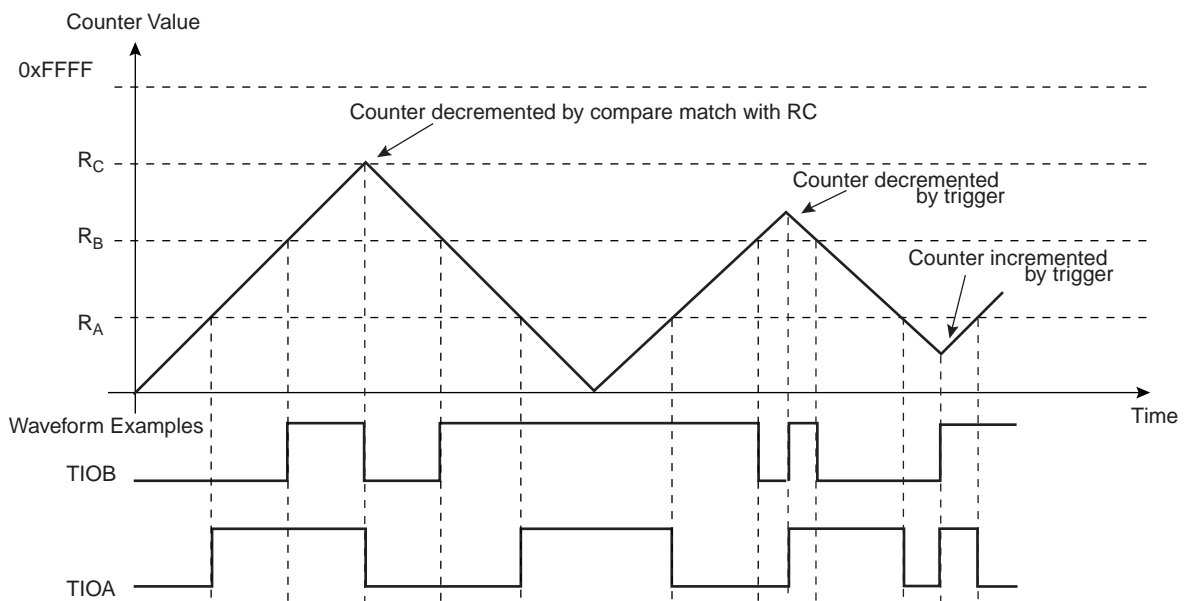 Counter Value
0xFFFF
Counter decremented by compare match with RC
RC
Counter decremented
by trigger
RB
Counter incremented
by trigger
RA
Time
Waveform Examples
TIOB
TIOA